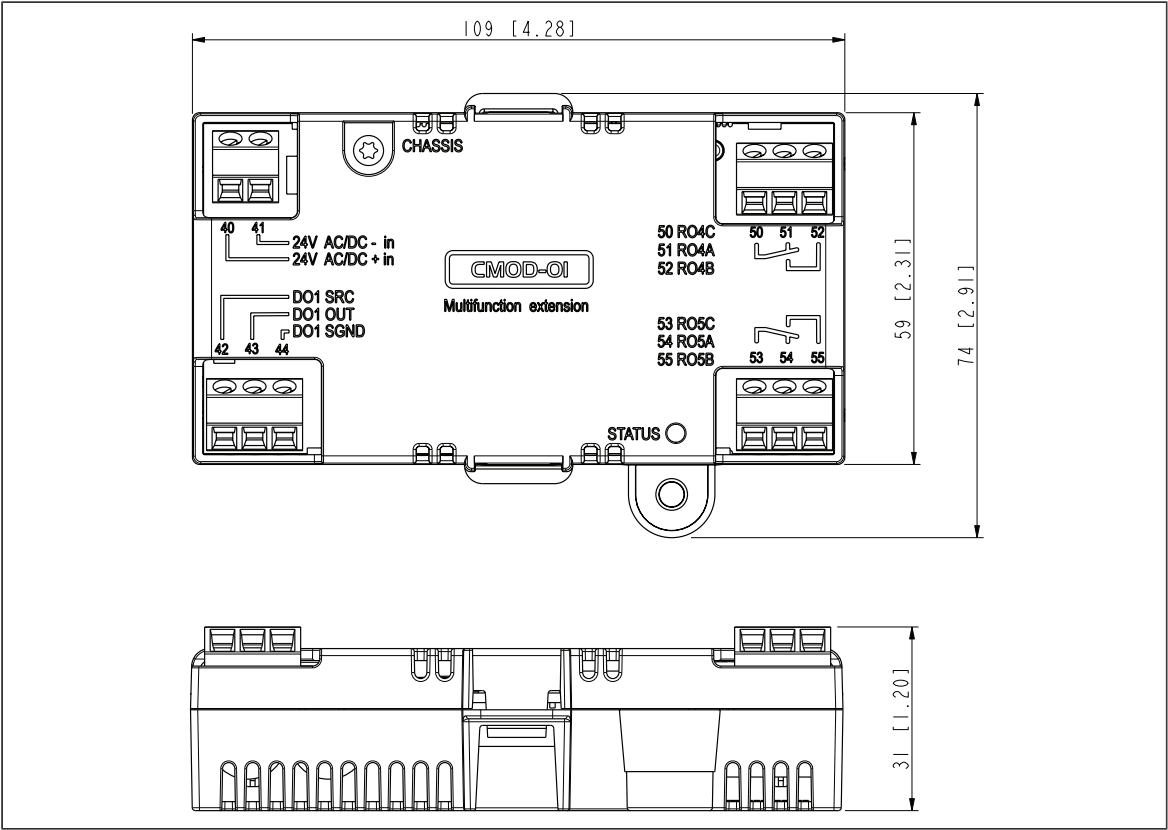 109 [4.28]
CHASSIS
40 41
24V AC/DC - in
24V AC/DC + in
DO1 SRC
DO1 OUT
DO1 SGND
42 43 44
CMOD-01
Multifunction extension
50 RO4C
51 RO4A
52 RO4B
50 51 52
53 RO5C
54 RO5A
55 RO5B
53 54 55
STATUS
59 [2.31]
74 [2.91]
31 [1.20]